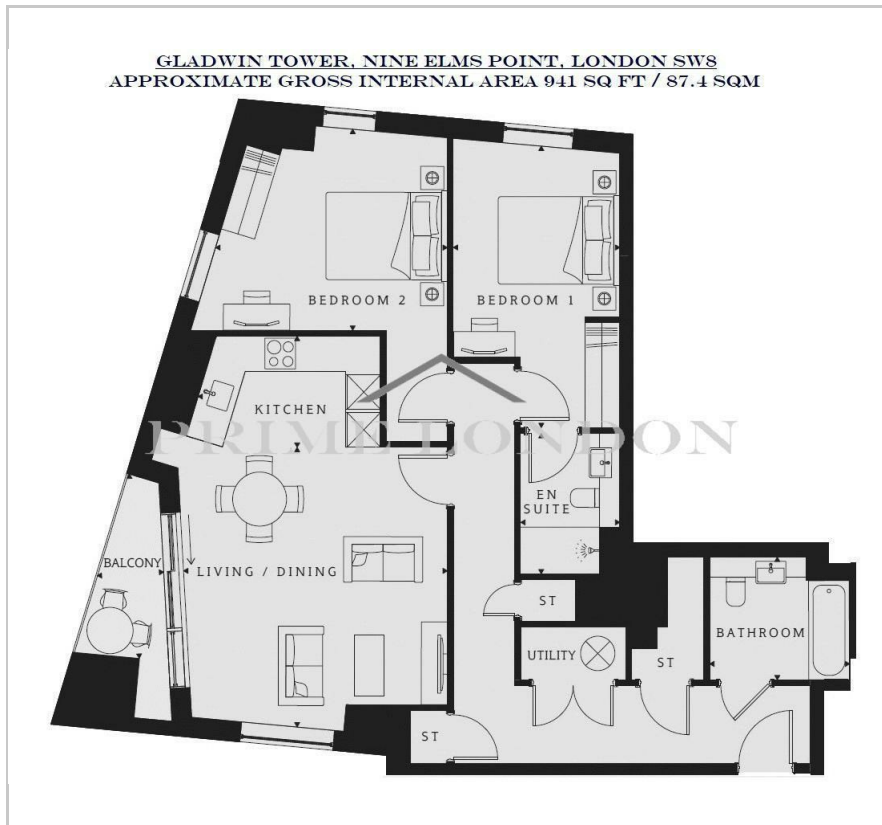 GLADWIN TOWER, NINE ELMS POINT, LONDON SW8
APPROXIMATE GROSS INTERNAL AREA 941 SQ FT / 87.4 SQM
BEDROOM 2
BEDROOM 1
KITCHEN
PRIME LONDON
EN
SUITE
BALCONY
LIVING / DINING
ST
BATHROOM
UTILITY
ST
ST